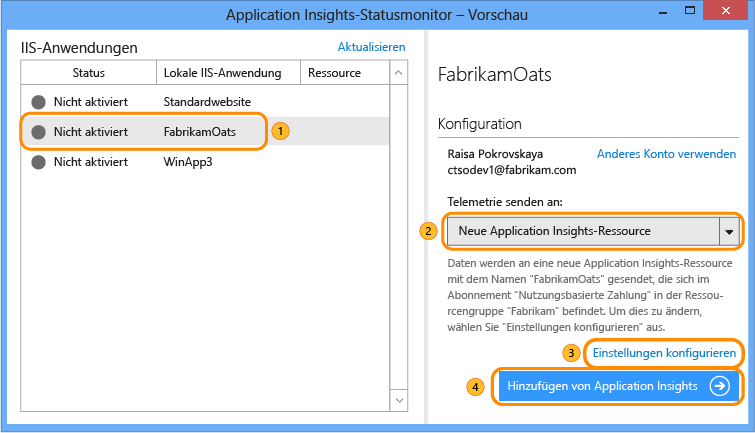 Application Insights-Statusmonitor – Vorschau
IIS-Anwendungen
Aktualisieren
Status Lokale IIS-Anwendung Ressource
Nicht aktiviert Standardwebsite
Nicht aktiviert FabrikamOats 1
Nicht aktiviert WinApp3
FabrikamOats
Konfiguration
Raisa Pokrovskaya Anderes Konto verwenden
ctsodev1@fabrikam.com
Telemetrie senden an:
2 Neue Application Insights-Ressource
Daten werden an eine neue Application Insights-Ressource
mit dem Namen "FabrikamOats" gesendet, die sich im
Abonnement "Nutzungsbasierte Zahlung" in der Ressou-
rcengruppe "Fabrikam" befindet. Um dies zu ändern,
wählen Sie "Einstellungen konfigurieren" aus.
3 Einstellungen konfigurieren
4 Hinzufügen von Application Insights